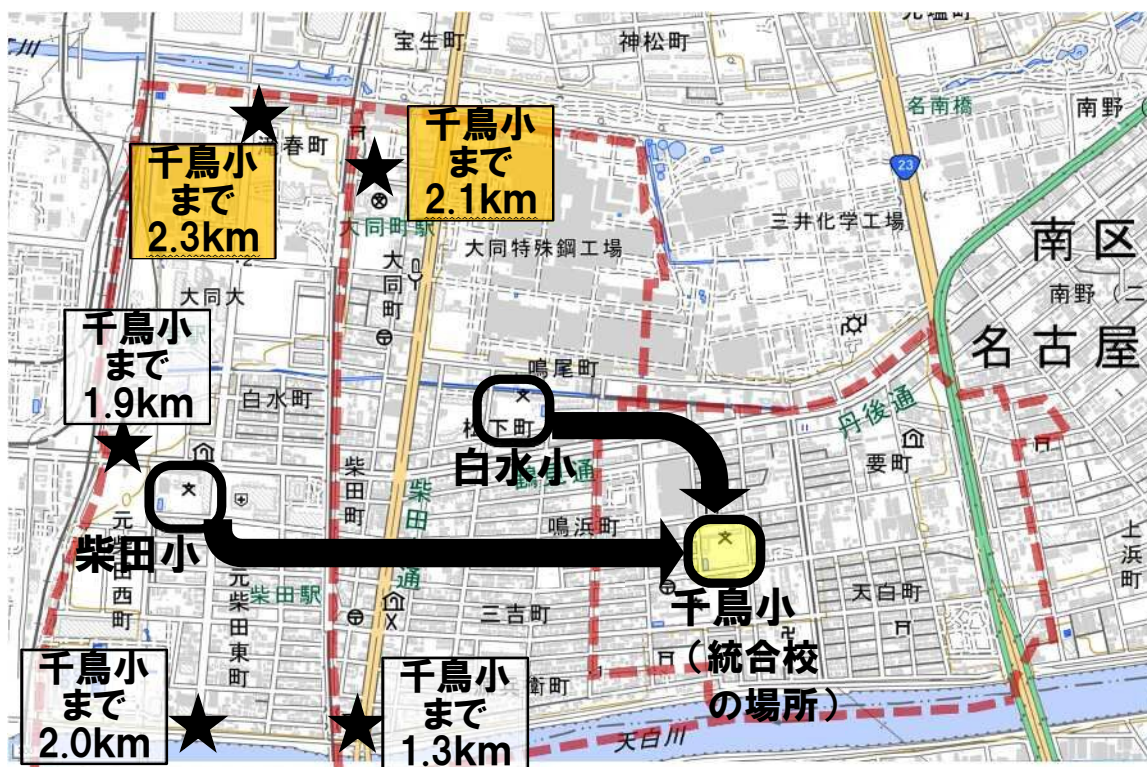 宝生町
神松町
名南橋
南野
23
千鳥小
まで
2.3km
千鳥小
まで
2.1km
大同町駅
大同特殊鋼工場
三井化学工場
南区
南野(二
名古屋
大同町
大同大
千鳥小
まで
1.9km
白水町
鳴尾町
松下町
白水小
丹後通
要町
柴田町
柴田
通
鳴浜町
柴田小
元柴田西町
元柴田東町
柴田駅
三吉町
千鳥小
(統合校
の場所)
天白町
上浜町
千鳥小
まで
2.0km
千鳥小
まで
1.3km
衛町
天白川